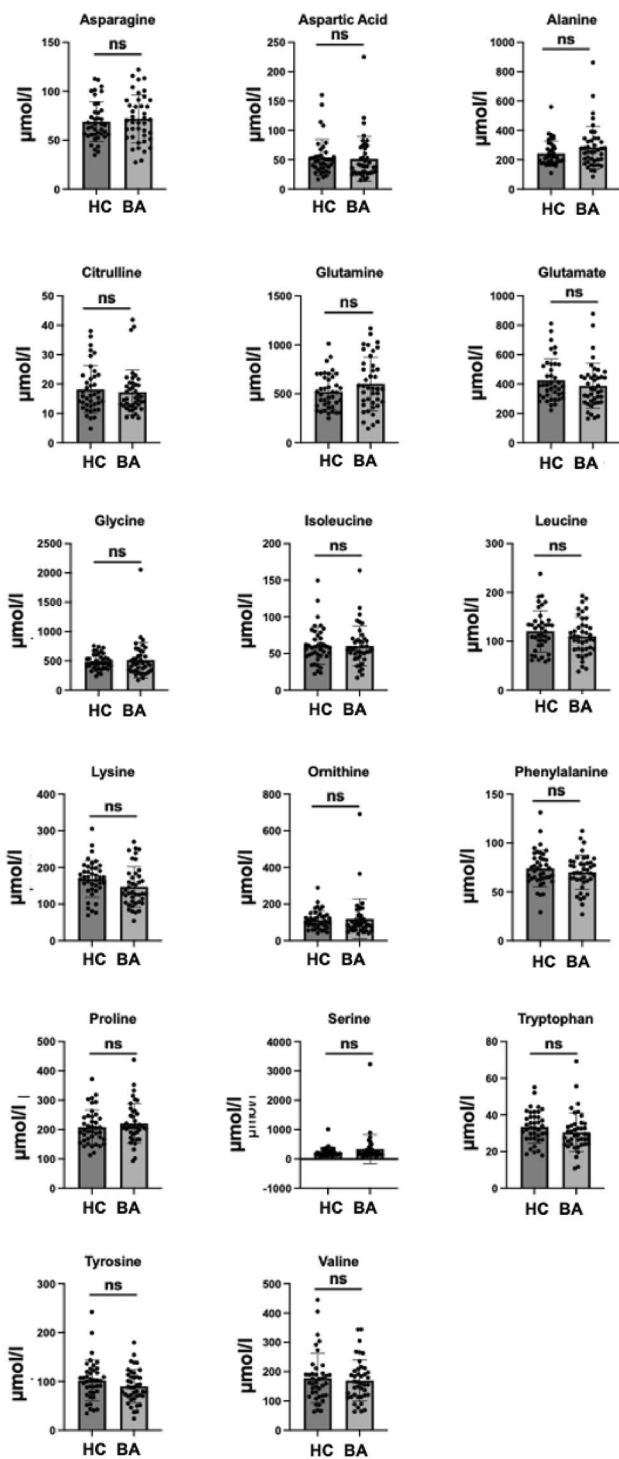 Asparagine
ns
µmol/l
150
100
50
0
HC BA
Aspartic Acid
ns
µmol/l
250
200
150
100
50
0
HC BA
Alanine
ns
µmol/l
1000
800
600
400
200
0
HC BA
Citrulline
ns
µmol/l
50
40
30
20
10
0
HC BA
Glutamine
ns
µmol/l
1500
1000
500
0
HC BA
Glutamate
ns
µmol/l
1000
800
600
400
200
0
HC BA
Glycine
ns
µmol/l
2500
2000
1500
1000
500
0
HC BA
Isoleucine
ns
µmol/l
200
150
100
50
0
HC BA
Leucine
ns
µmol/l
300
200
100
0
HC BA
Lysine
ns
µmol/l
400
300
200
100
0
HC BA
Ornithine
ns
µmol/l
800
600
400
200
0
HC BA
Phenylalanine
ns
µmol/l
150
100
50
0
HC BA
Proline
ns
µmol/l
500
400
300
200
100
0
HC BA
Serine
ns
µmol/l
4000
3000
2000
1000
0
-1000
HC BA
Tryptophan
ns
µmol/l
80
60
40
20
0
HC BA
Tyrosine
ns
µmol/l
300
200
100
0
HC BA
Valine
ns
µmol/l
500
400
300
200
100
0
HC BA